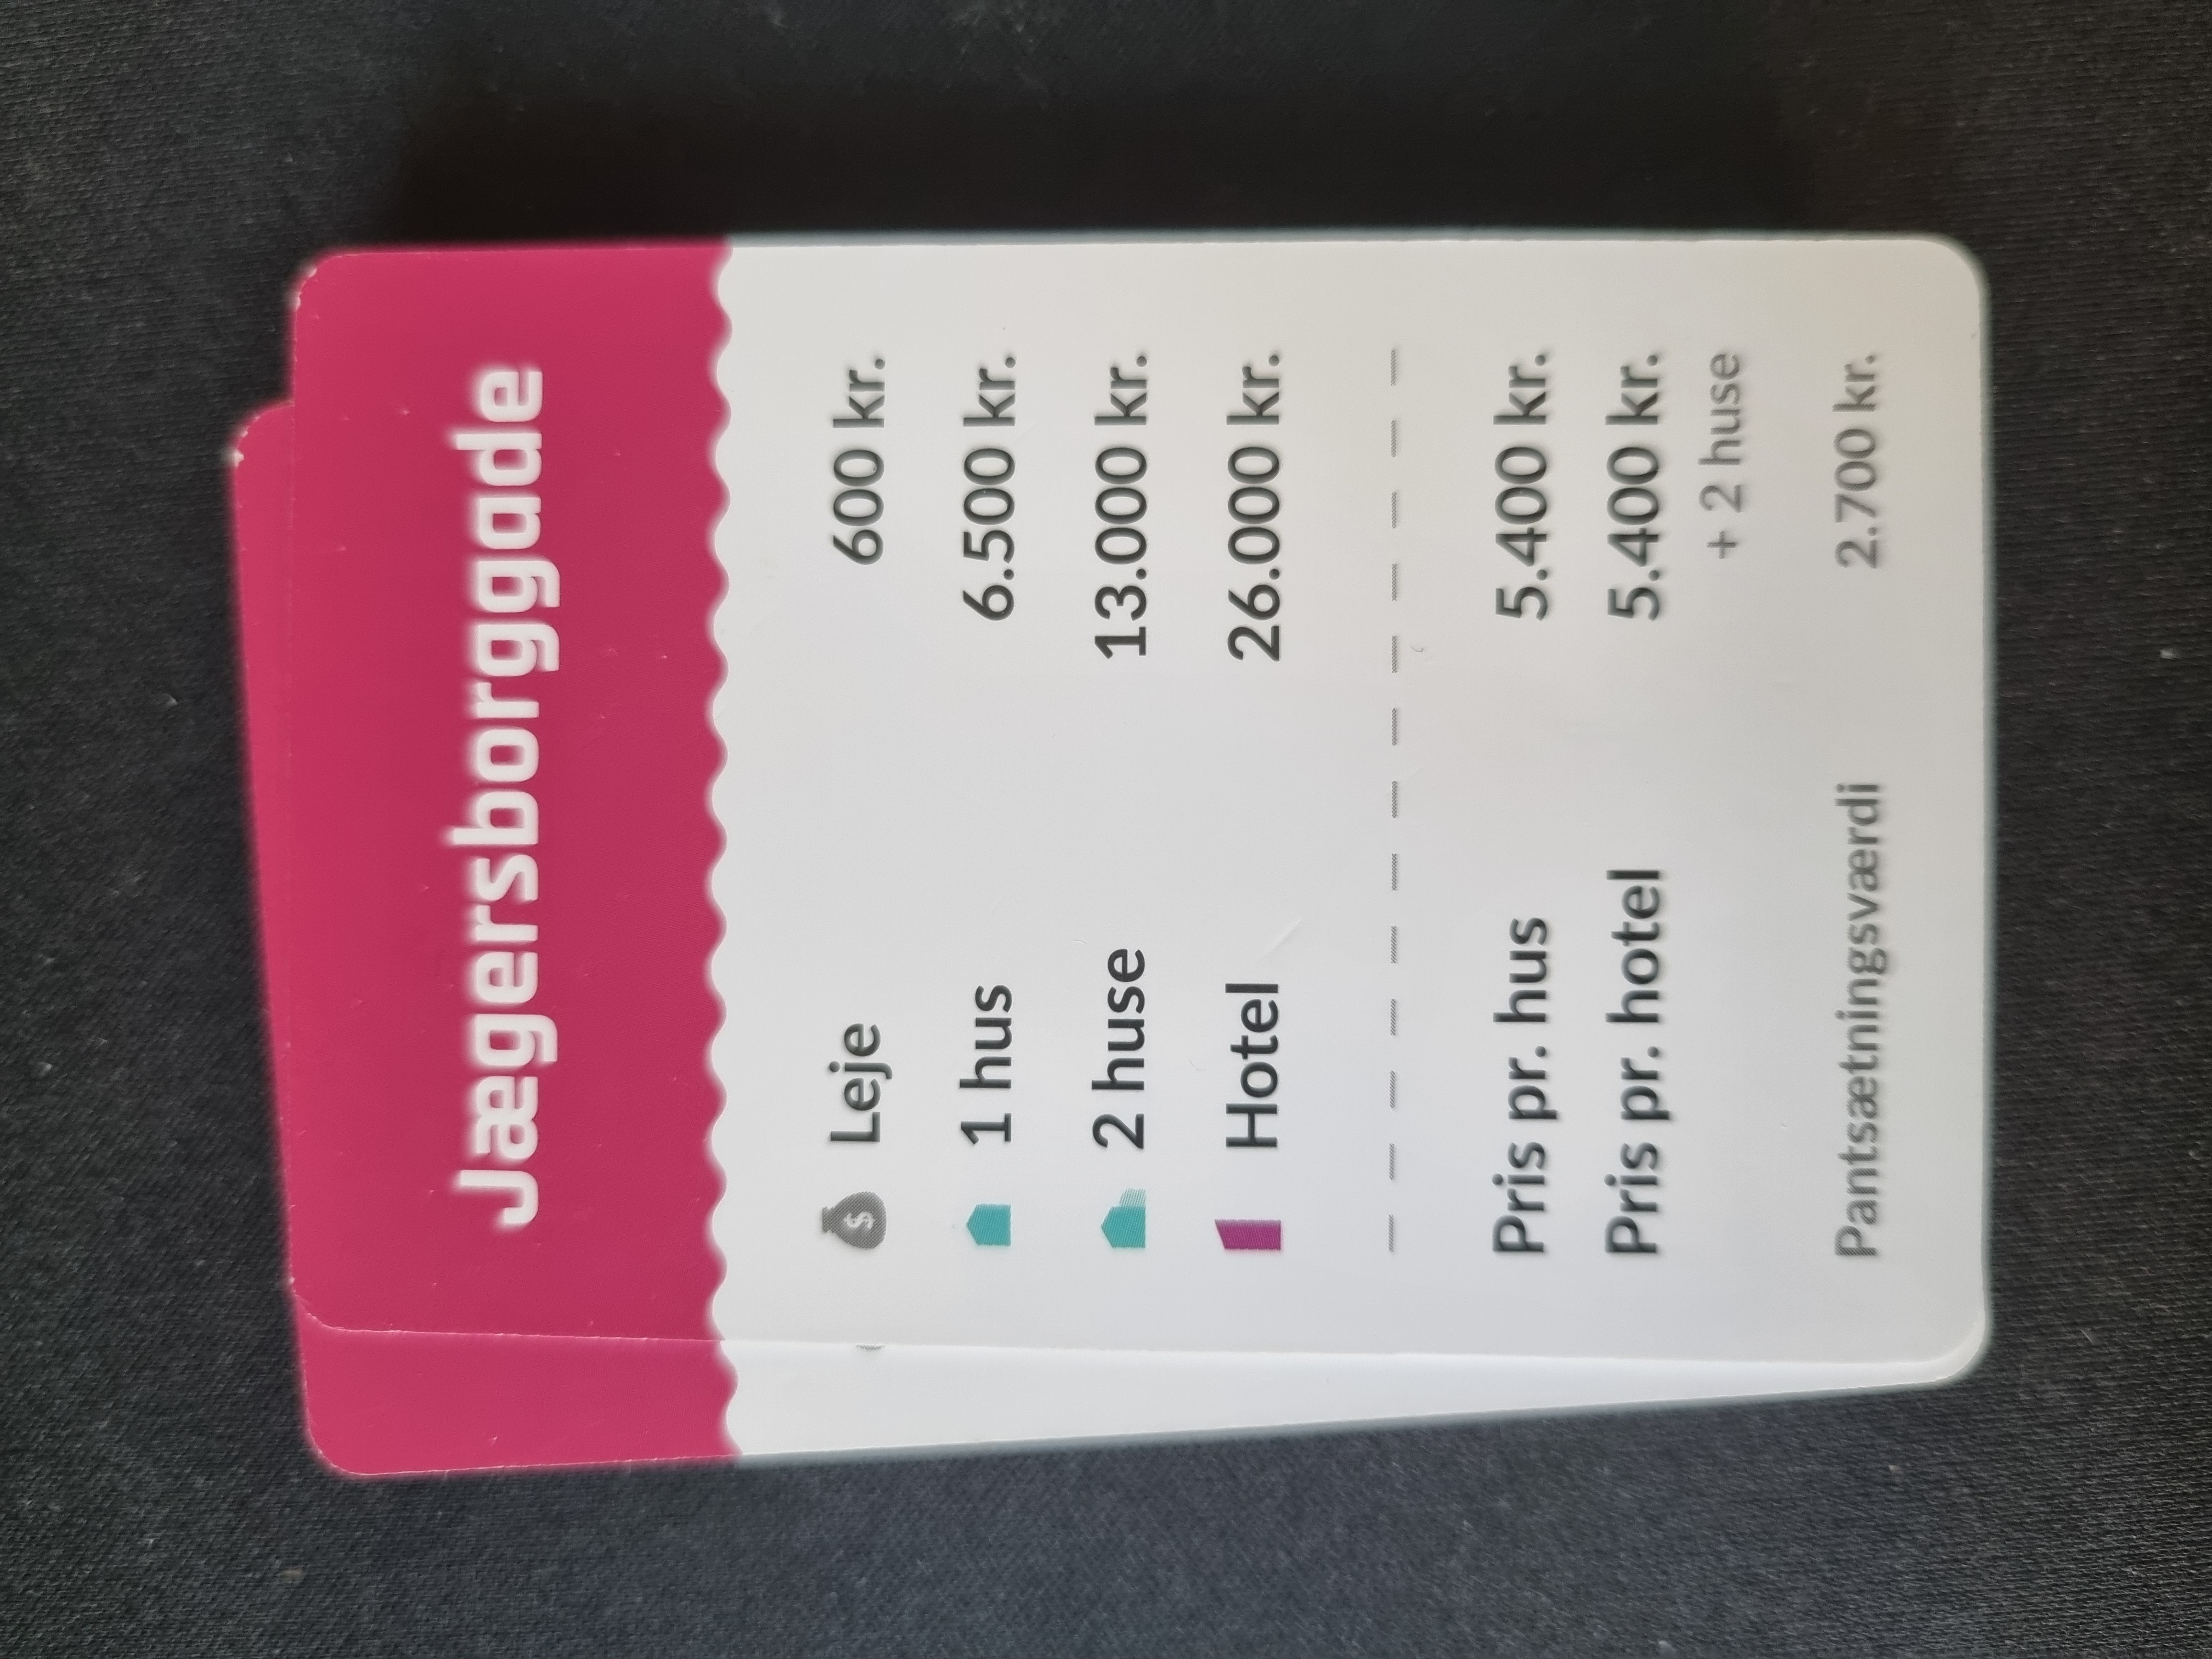 Jægersborggade
Leje 600 kr.
1 hus 6.500 kr.
2 huse 13.000 kr.
Hotel 26.000 kr.
Pris pr. hus 5.400 kr.
Pris pr. hotel 5.400 kr.
+ 2 huse
Pantsætningsværdi 2.700 kr.